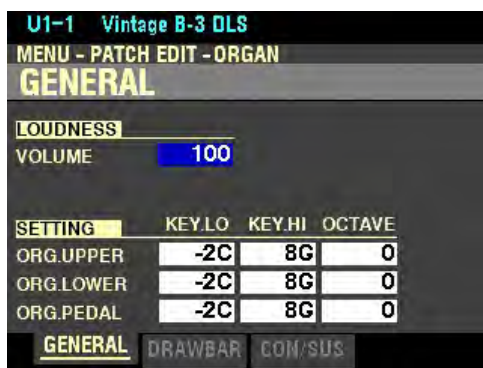 U1-1 Vintage B-3 DLS
MENU - PATCH EDIT - ORGAN
GENERAL
LOUDNESS
VOLUME 100
SETTING KEY.LO KEY.HI OCTAVE
ORG.UPPER -2C 8G 0
ORG.LOWER -2C 8G 0
ORG.PEDAL -2C 8G 0
GENERAL DRAWBAR CON/SUS